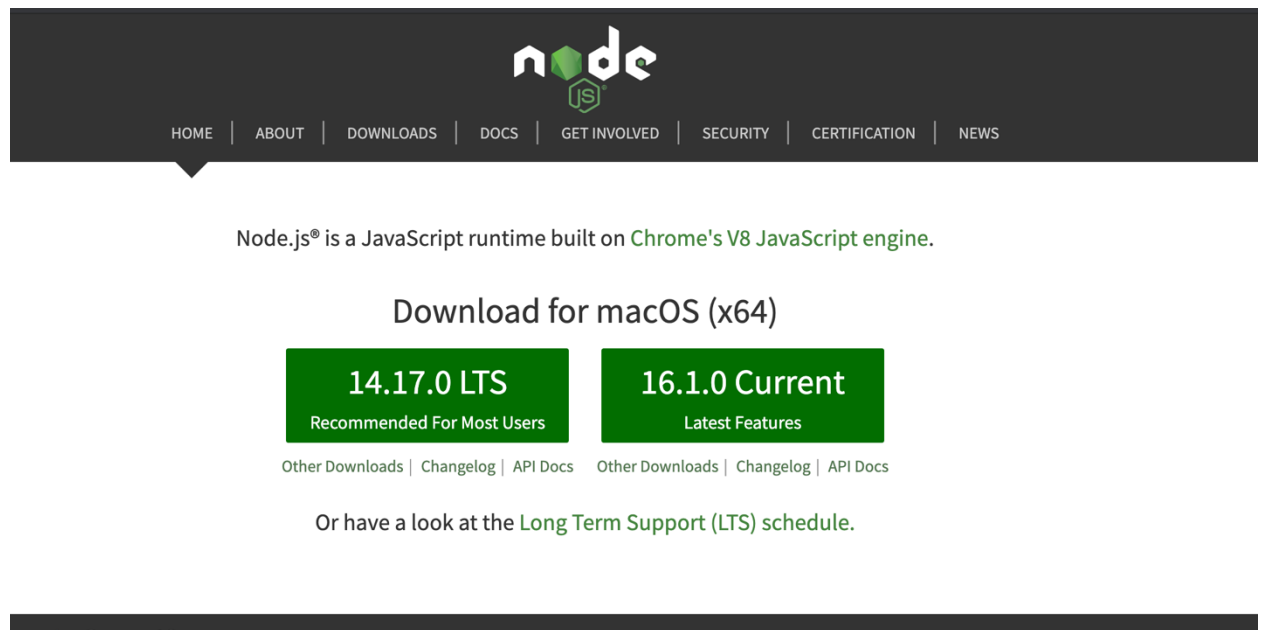 node
JS
HOME | ABOUT | DOWNLOADS | DOCS | GET INVOLVED | SECURITY | CERTIFICATION | NEWS
Node.js® is a JavaScript runtime built on Chrome's V8 JavaScript engine.
Download for macOS (x64)
14.17.0 LTS
Recommended For Most Users
16.1.0 Current
Latest Features
Other Downloads | Changelog | API Docs
Other Downloads | Changelog | API Docs
Or have a look at the Long Term Support (LTS) schedule.